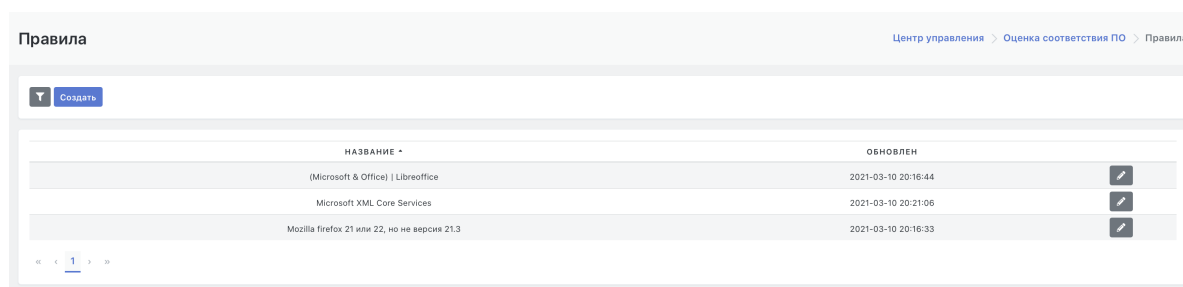 Правила
Центр управления > Оценка соответствия ПО > Правила
Создать
НАЗВАНИЕ ОБНОВЛЕН
(Microsoft & Office) | Libreoffice 2021-03-10 20:16:44
Microsoft XML Core Services 2021-03-10 20:21:06
Mozilla firefox 21 или 22, но не версия 21.3 2021-03-10 20:16:33
« ‹ 1 › »